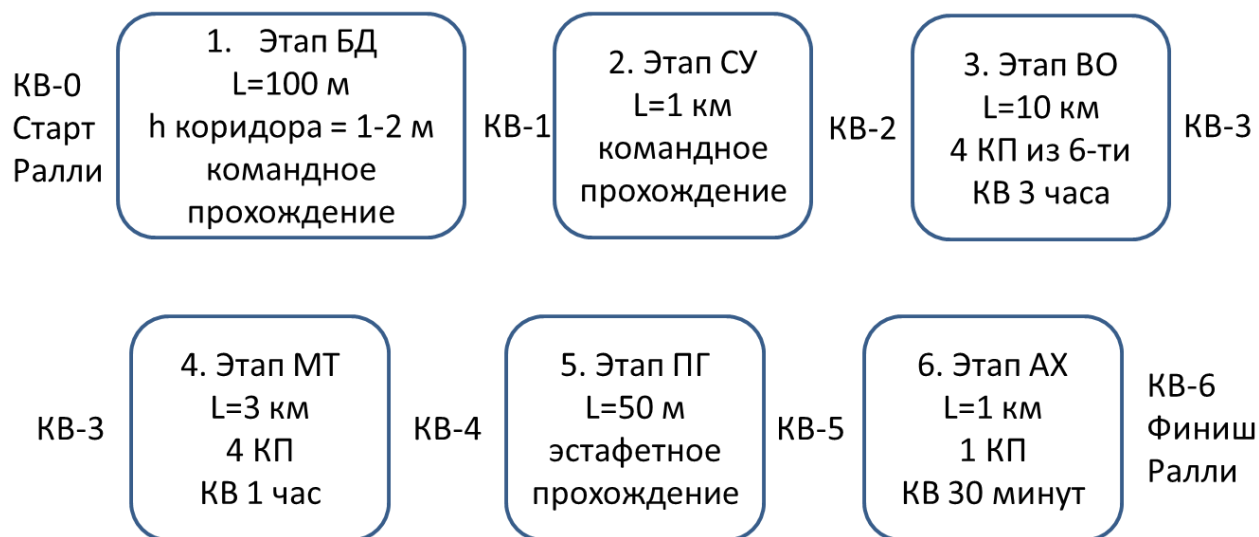 КВ-0
Старт
Ралли
1. Этап БД
L=100 м
h коридора = 1-2 м
командное
прохождение
КВ-1
2. Этап СУ
L=1 км
командное
прохождение
КВ-2
3. Этап ВО
L=10 км
4 КП из 6-ти
КВ 3 часа
КВ-3
КВ-3
4. Этап МТ
L=3 км
4 КП
КВ 1 час
КВ-4
5. Этап ПГ
L=50 м
эстафетное
прохождение
КВ-5
6. Этап АХ
L=1 км
1 КП
КВ 30 минут
КВ-6
Финиш
Ралли